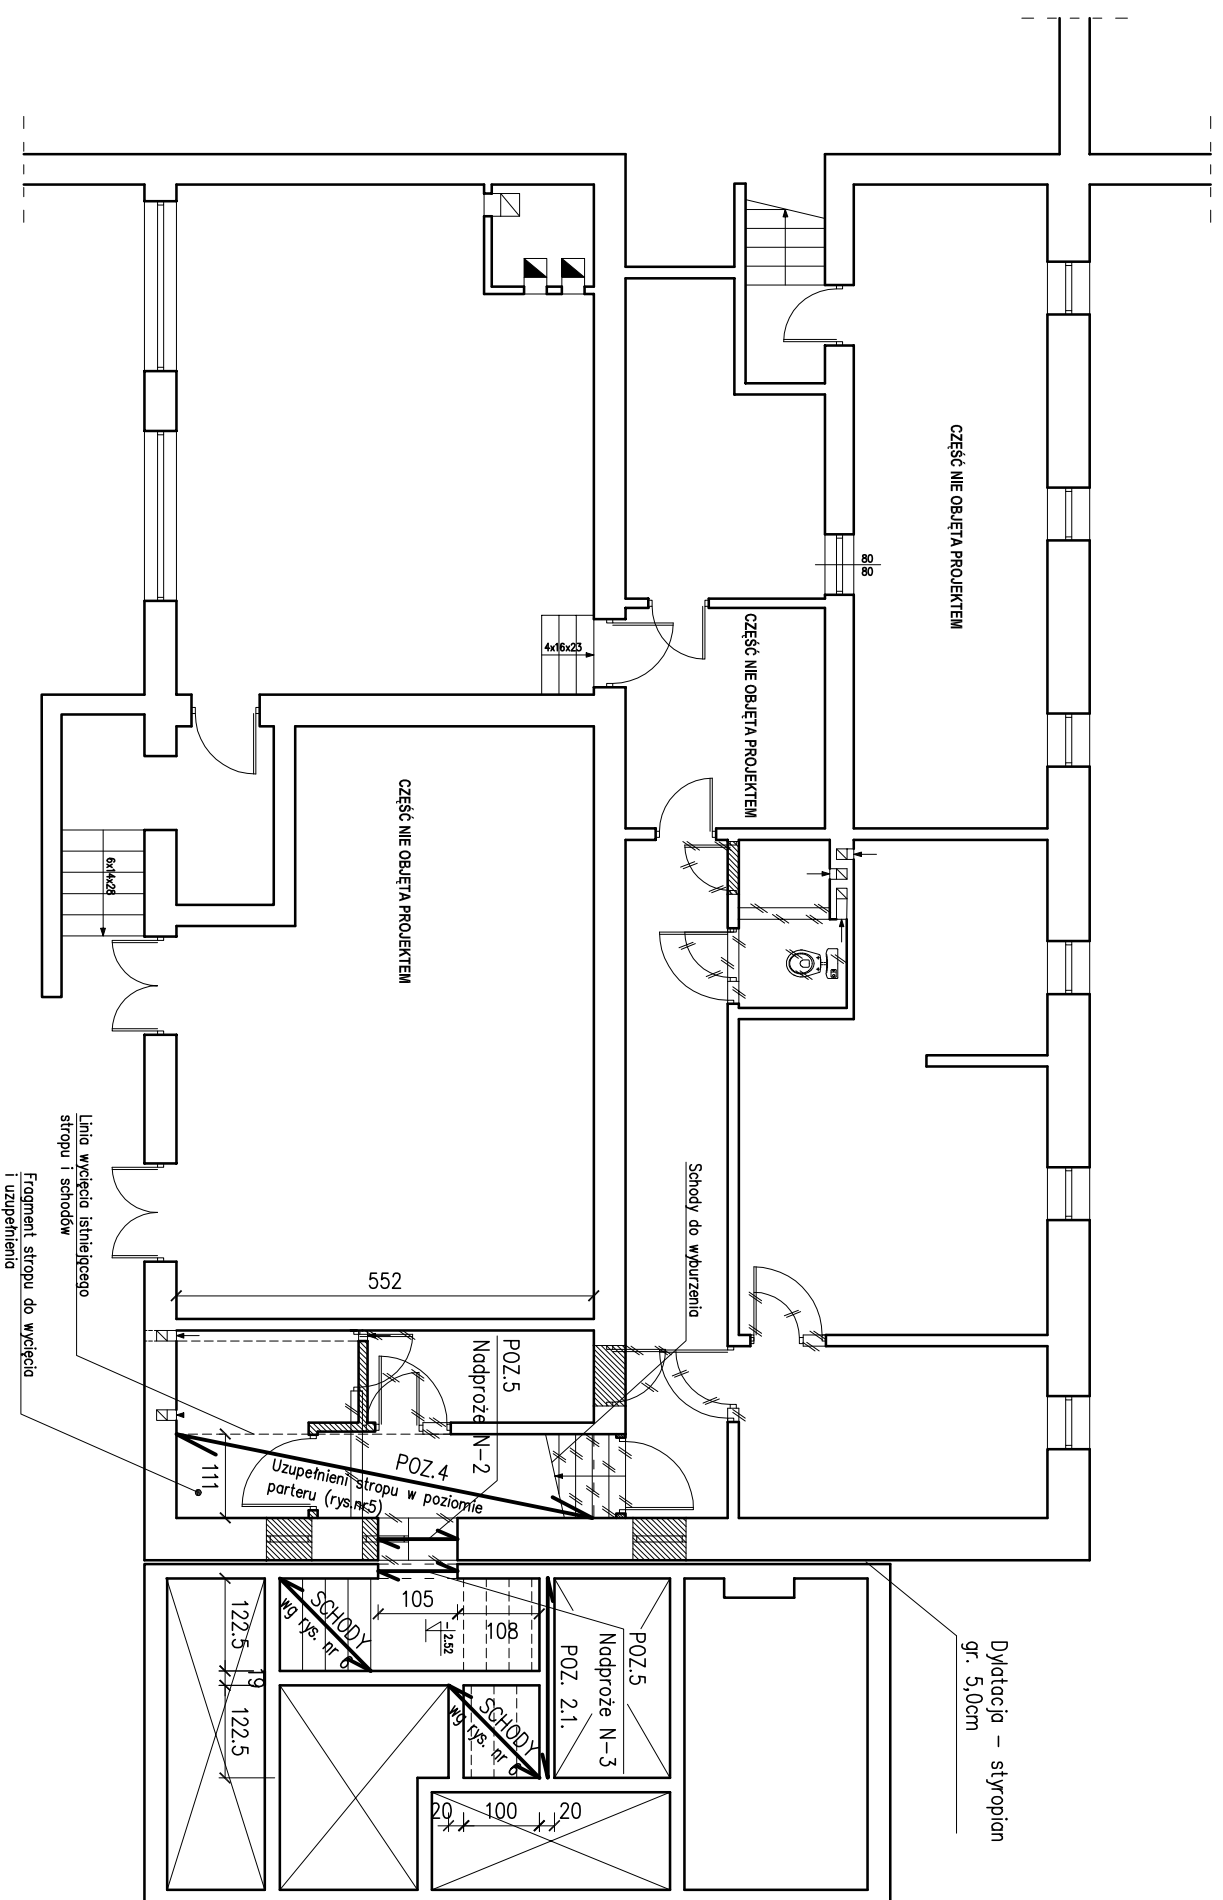 CZĘŚĆ NIE OBJĘTA PROJEKTEM
80
80
CZĘŚĆ NIE OBJĘTA PROJEKTEM
4x16x23
CZĘŚĆ NIE OBJĘTA PROJEKTEM
6x14x28
Linia wycięcia istniejącego
stropu i schodów
Fragment stropu do wycięcia
i uzupełnienia
Schody do wyburzenia
552
POZ.5
Nadproże N-2
POZ.4
Uzupełnieni stropu w poziomie
parteru (rys.nr5)
111
Dylatacja - styropian
gr. 5,0cm
POZ.5
Nadproże N-3
POZ. 2.1.
105
108
-2.52
SCHODY
wg rys. nr 6
SCHODY
wg rys. nr 6
122.5
19
122.5
20
100
20